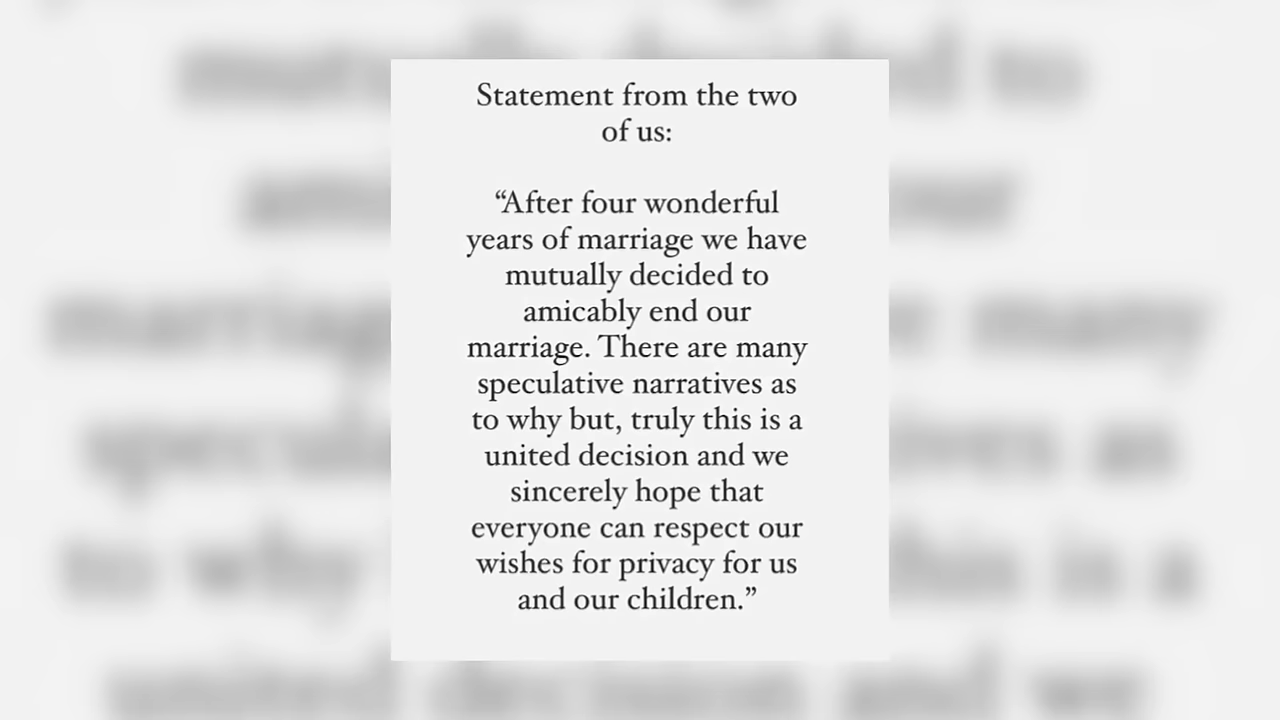 Statement from the two
of us:
“After four wonderful
years of marriage we have
mutually decided to
amicably end our
marriage. There are many
speculative narratives as
to why but, truly this is a
united decision and we
sincerely hope that
everyone can respect our
wishes for privacy for us
and our children.”